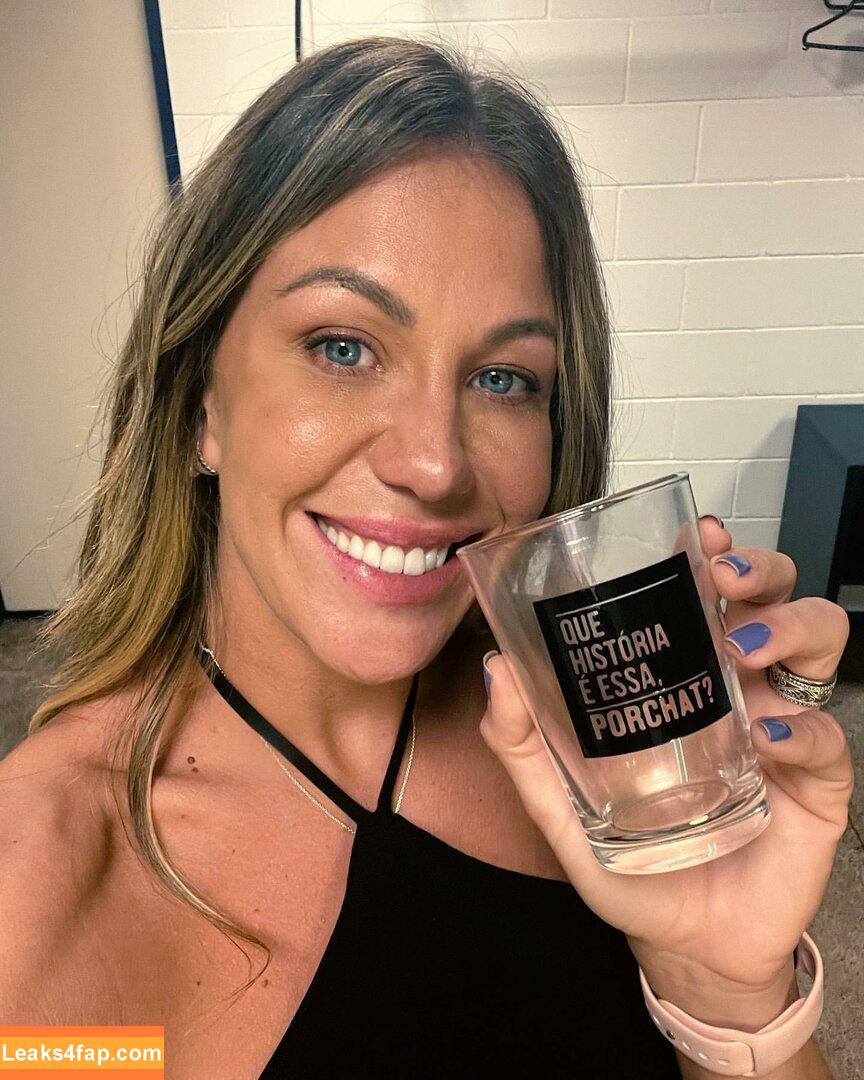 QUE
HISTÓRIA
É ESSA,
PORCHAT?
Leaks4fap.com